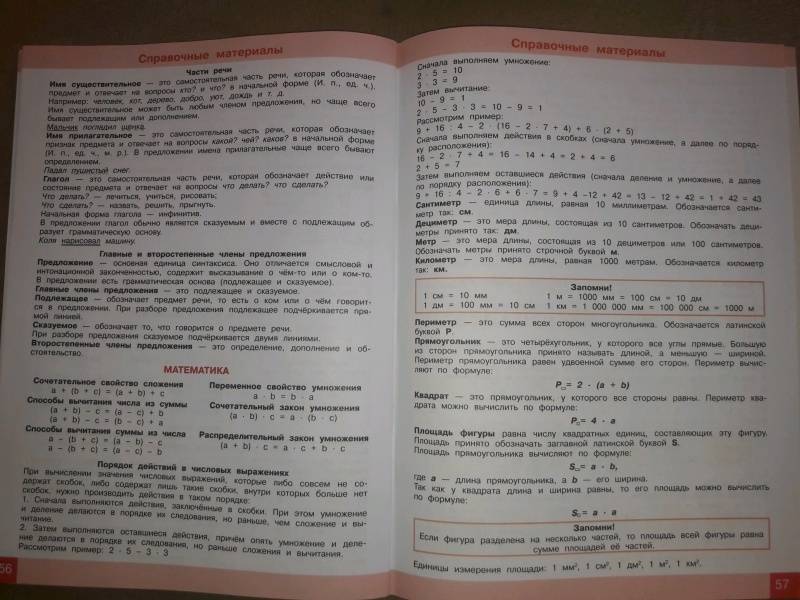 Справочные материалы
Части речи
Имя существительное — это самостоятельная часть речи, которая обозначает
предмет и отвечает на вопросы кто? и что? в начальной форме (И. п., ед. ч.).
Например: человек, кот, дерево, добро, уют, дождь и т. д.
Имя существительное может быть любым членом предложения, но чаще всего
бывает подлежащим или дополнением.
Мальчик погладил щенка.
Имя прилагательное — это самостоятельная часть речи, которая обозначает
признак предмета и отвечает на вопросы какой? чей? каков? в начальной форме
(И. п., ед. ч., м. р.). В предложении имена прилагательные чаще всего бывают
определением.
Падал пушистый снег.
Глагол — это самостоятельная часть речи, которая обозначает действие или
состояние предмета и отвечает на вопросы что делать? что сделать?
Что делать? — лечиться, учиться, рисовать;
Что сделать? — назвать, решить, прыгнуть.
Начальная форма глагола — инфинитив.
В предложении глагол обычно является сказуемым и вместе с подлежащим об-
разует грамматическую основу.
Коля нарисовал машину.
Главные и второстепенные члены предложения
Предложение — основная единица синтаксиса. Оно отличается смысловой и
интонационной законченностью, содержит высказывание о чём-то или о ком-то.
В предложении есть грамматическая основа (подлежащее и сказуемое).
Главные члены предложения — это подлежащее и сказуемое.
Подлежащее — обозначает предмет речи, то есть о ком или о чём говорит-
ся в предложении. При разборе предложения подлежащее подчёркивается пря-
мой линией.
Сказуемое — обозначает то, что говорится о предмете речи.
При разборе предложения сказуемое подчёркивается двумя линиями.
Второстепенные члены предложения — это определение, дополнение и об-
стоятельство.
МАТЕМАТИКА
Сочетательное свойство сложения
a + (b + c) = (a + b) + c
Способы вычитания числа из суммы
(a + b) – c = (a – c) + b
(a + b) – c = (b – c) + a
Способы вычитания суммы из числа
a – (b + c) = (a – b) – c
a – (b + c) = (a – c) – b
Переменное свойство умножения
a · b = b · a
Сочетательный закон умножения
(a · b) · c = a · (b · c)
Распределительный закон умножения
(a + b) · c = a · c + b · c
Порядок действий в числовых выражениях
При вычислении значения числовых выражений, которые либо совсем не со-
держат скобок, либо содержат лишь такие скобки, внутри которых больше нет
скобок, нужно производить действия в таком порядке:
1. Сначала выполняются действия, заключённые в скобки. При этом умножение
и деление делаются в порядке их следования, но раньше, чем сложение и вы-
читание.
2. Затем выполняются оставшиеся действия, причём опять умножение и деле-
ние делаются в порядке их следования, но раньше сложения и вычитания.
Рассмотрим пример: 2 · 5 – 3 · 3
56
Справочные материалы
Сначала выполняем умножение:
2 · 5 = 10
3 · 3 = 9
Затем вычитание:
10 – 9 = 1
2 · 5 – 3 · 3 = 10 – 9 = 1
Рассмотрим пример:
9 + 16 : 4 – 2 · (16 – 2 · 7 + 4) + 6 · (2 + 5)
Сначала выполняем действия в скобках (сначала умножение, а далее по поряд-
ку расположения):
16 – 2 · 7 + 4 = 16 – 14 + 4 = 2 + 4 = 6
2 + 5 = 7
Затем выполняем оставшиеся действия (сначала деление и умножение, а далее
по порядку расположения):
9 + 16 : 4 – 2 · 6 + 6 · 7 = 9 + 4 –12 + 42 = 13 – 12 + 42 = 1 + 42 = 43
Сантиметр — единица длины, равная 10 миллиметрам. Обозначается санти-
метр так: см.
Дециметр — это мера длины, состоящая из 10 сантиметров. Обозначать деци-
метры принято так: дм.
Метр — это мера длины, состоящая из 10 дециметров или 100 сантиметров.
Обозначать метры принято строчной буквой м.
Километр — это мера длины, равная 1000 метрам. Обозначается километр
так: км.
Запомни!
1 см = 10 мм 1 м = 1000 мм = 100 см = 10 дм
1 дм = 100 мм = 10 см 1 км = 1 000 000 мм = 100 000 см = 1000 м
Периметр — это сумма всех сторон многоугольника. Обозначается латинской
буквой P.
Прямоугольник — это четырёхугольник, у которого все углы прямые. Большую
из сторон прямоугольника принято называть длиной, а меньшую — шириной.
Периметр прямоугольника равен удвоенной сумме его сторон. Периметр вычис-
ляют по формуле:
P▭= 2 · (a + b)
Квадрат — это прямоугольник, у которого все стороны равны. Периметр ква-
драта можно вычислить по формуле:
P□= 4 · a
Площадь фигуры равна числу квадратных единиц, составляющих эту фигуру.
Площадь принято обозначать заглавной латинской буквой S.
Площадь прямоугольника вычисляют по формуле:
S▭= a · b,
где a — длина прямоугольника, а b — его ширина.
Так как у квадрата длина и ширина равны, то его площадь можно вычислить
по формуле:
S□= a · a
Запомни!
Если фигура разделена на несколько частей, то площадь всей фигуры равна
сумме площадей её частей.
Единицы измерения площади: 1 мм², 1 см², 1 дм², 1 м², 1 км².
57